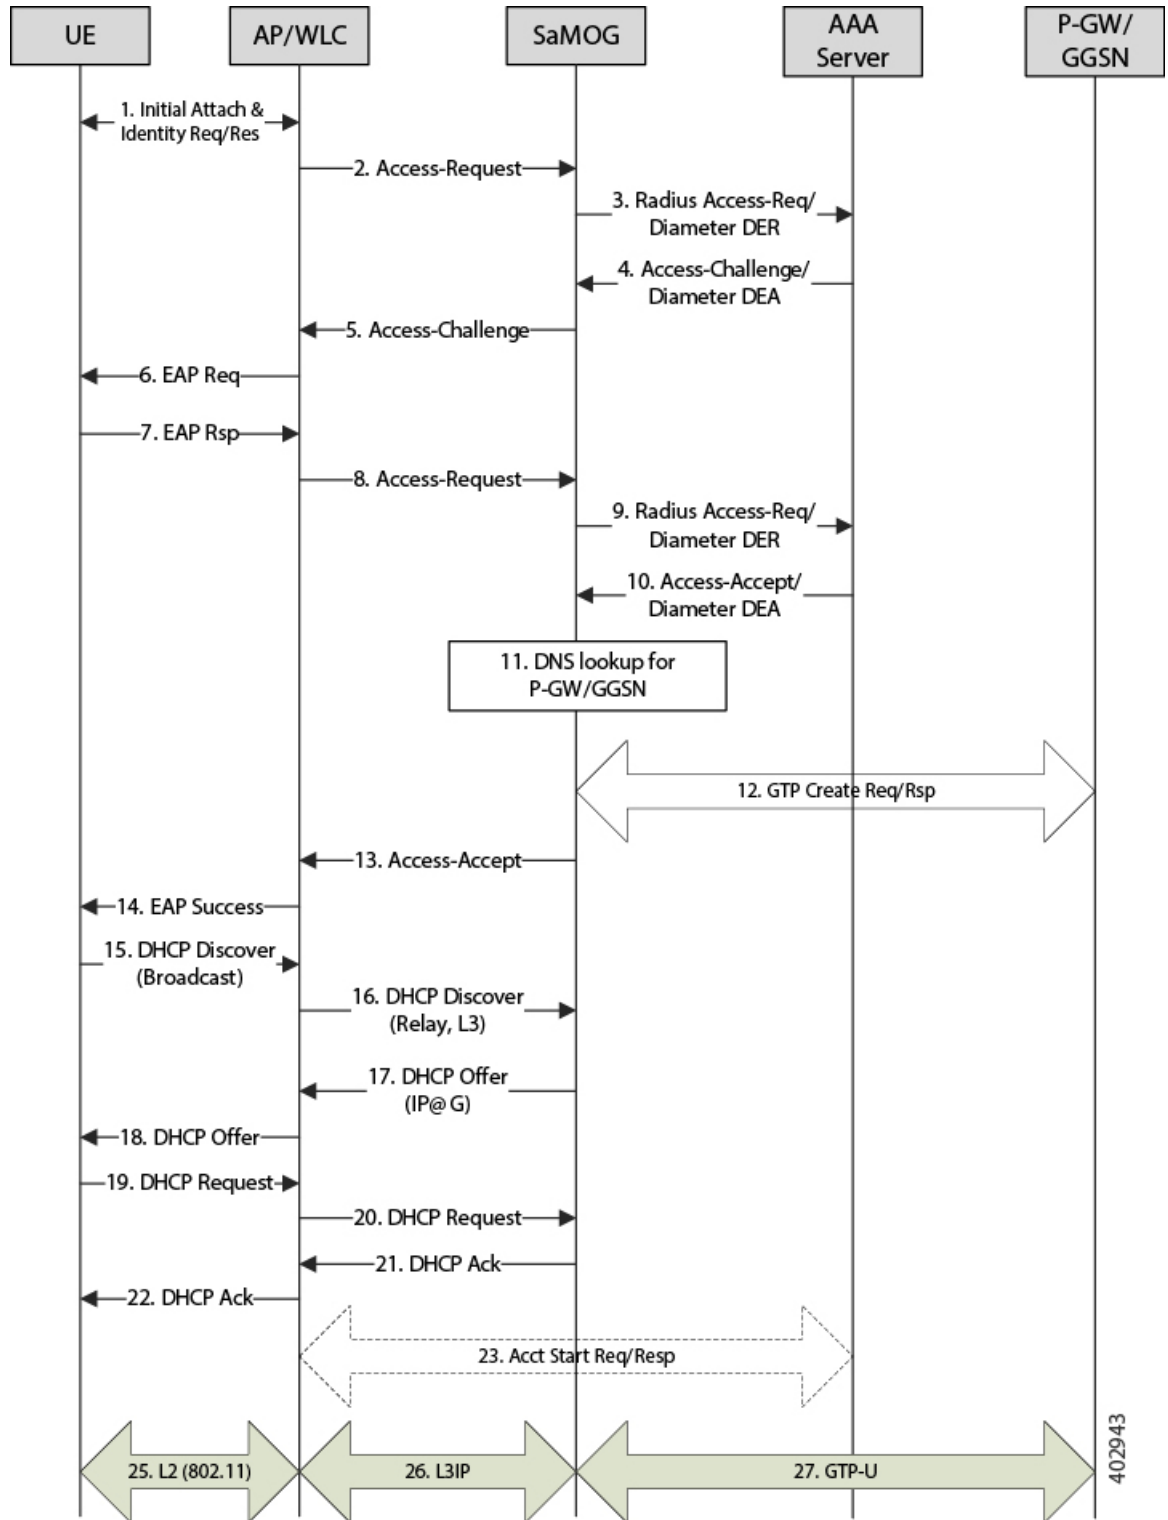 UE
AP/WLC
SaMOG
AAA
Server
P-GW/
GGSN
1. Initial Attach &
Identity Req/Res
2. Access-Request
3. Radius Access-Req/
Diameter DER
4. Access-Challenge/
Diameter DEA
5. Access-Challenge
6. EAP Req
7. EAP Rsp
8. Access-Request
9. Radius Access-Req/
Diameter DER
10. Access-Accept/
Diameter DEA
11. DNS lookup for
P-GW/GGSN
12. GTP Create Req/Rsp
13. Access-Accept
14. EAP Success
15. DHCP Discover
(Broadcast)
16. DHCP Discover
(Relay, L3)
17. DHCP Offer
(IP@ G)
18. DHCP Offer
19. DHCP Request
20. DHCP Request
21. DHCP Ack
22. DHCP Ack
23. Acct Start Req/Resp
25. L2 (802.11)
26. L3IP
27. GTP-U
402943